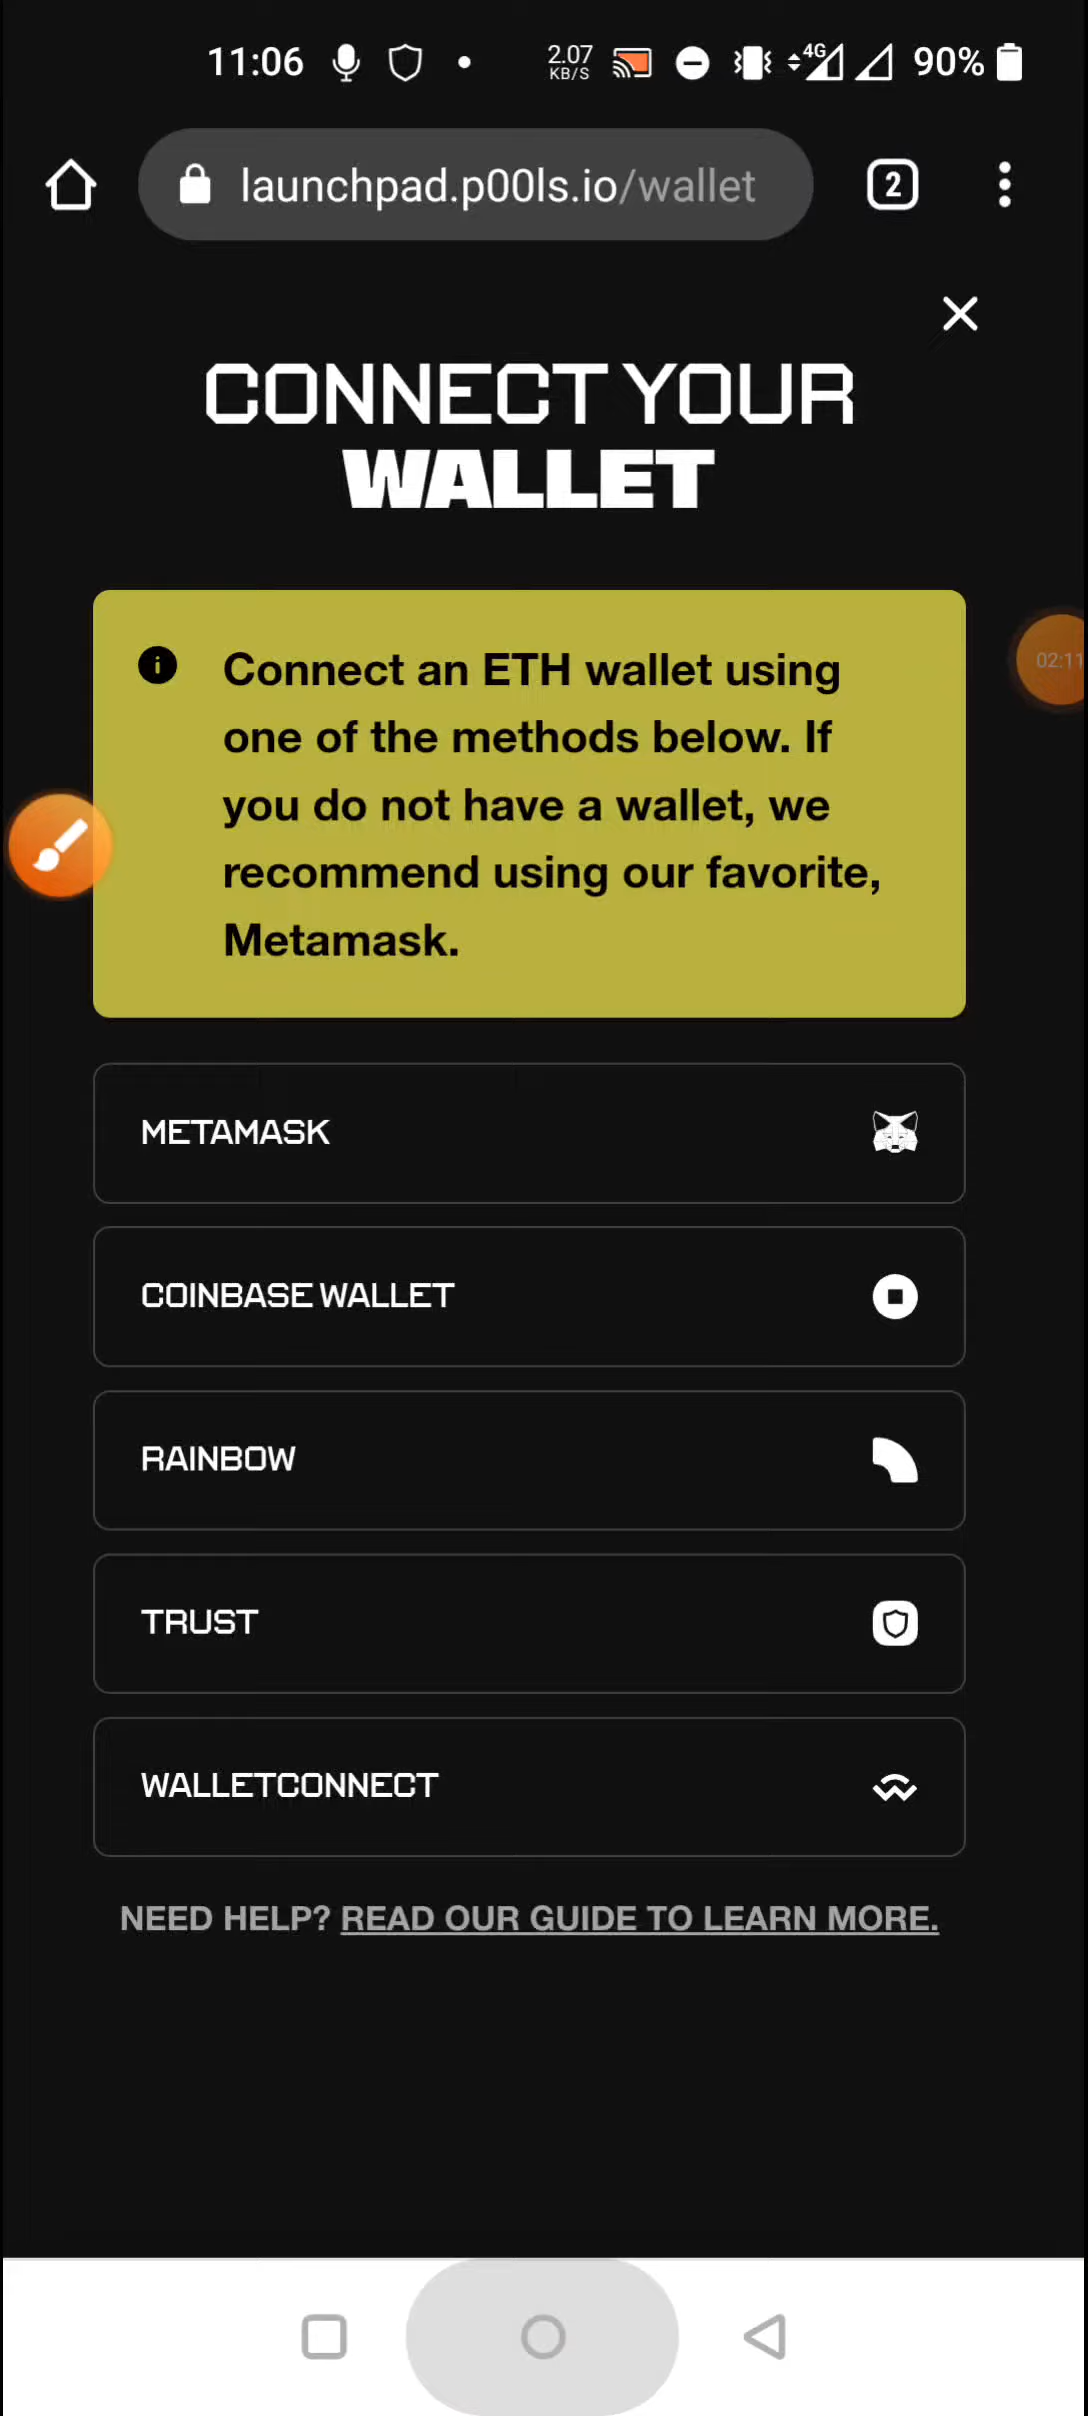 11:06
2.07
KB/S
4G
90%
launchpad.p00ls.io/wallet
2
CONNECT YOUR
WALLET
Connect an ETH wallet using
one of the methods below. If
you do not have a wallet, we
recommend using our favorite,
Metamask.
02:11
METAMASK
COINBASE WALLET
RAINBOW
TRUST
WALLETCONNECT
NEED HELP? READ OUR GUIDE TO LEARN MORE.